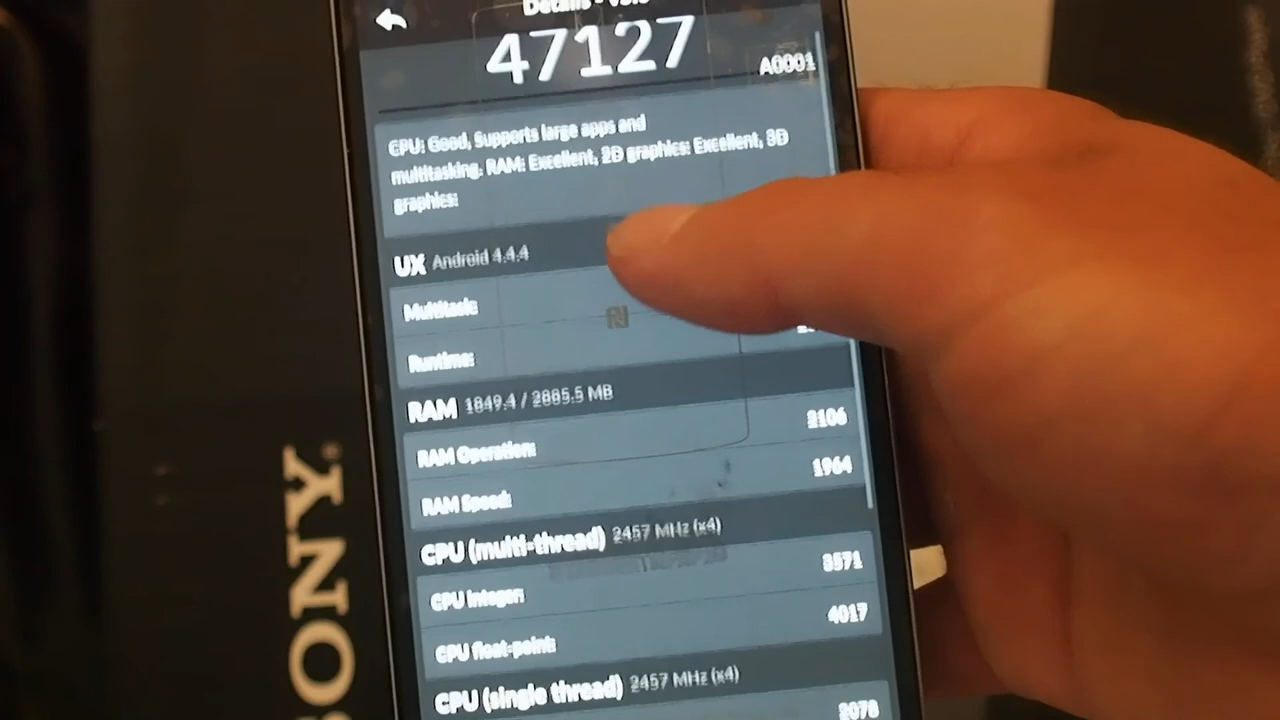 47127
A0001
CPU: Good, Supports large apps and
multitasking. RAM: Excellent, 2D graphics: Excellent, 3D
graphics:
UX Android 4.4.4
Multitask:
Runtime:
RAM 1849.4 / 2885.5 MB
RAM Operation: 2106
RAM Speed: 1964
CPU (multi-thread) 2457 MHz (x4)
CPU integer: 3571
CPU float-point: 4017
CPU (single thread) 2457 MHz (x4)
2078
SONY